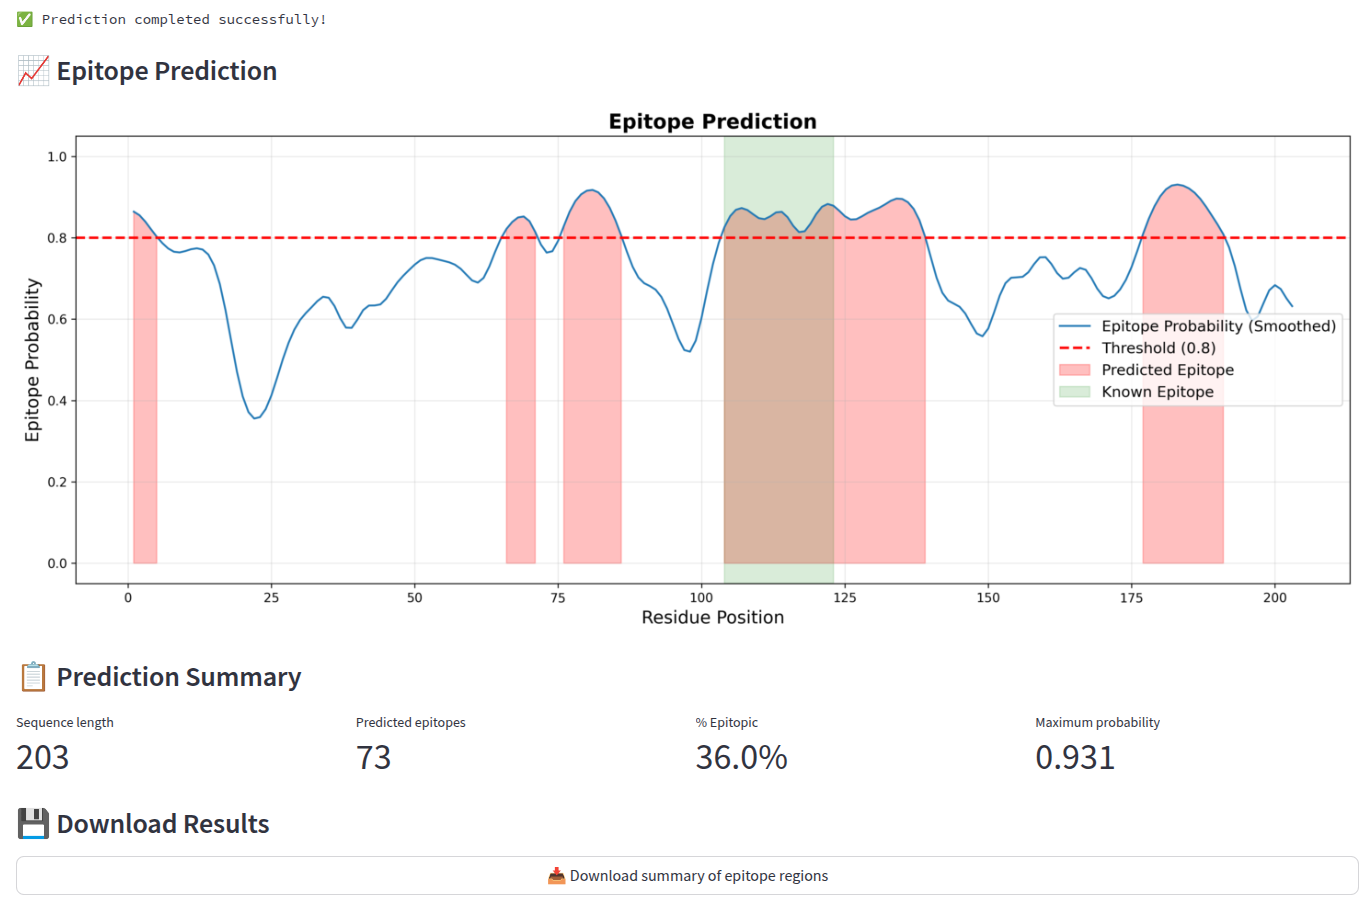 ✅ Prediction completed successfully!
📈 Epitope Prediction
Epitope Prediction
Epitope Probability
1.0
0.8
0.6
0.4
0.2
0.0
Epitope Probability (Smoothed)
Threshold (0.8)
Predicted Epitope
Known Epitope
0 25 50 75 100 125 150 175 200
Residue Position
📋 Prediction Summary
Sequence length Predicted epitopes % Epitopic Maximum probability
203 73 36.0% 0.931
💾 Download Results
📥 Download summary of epitope regions